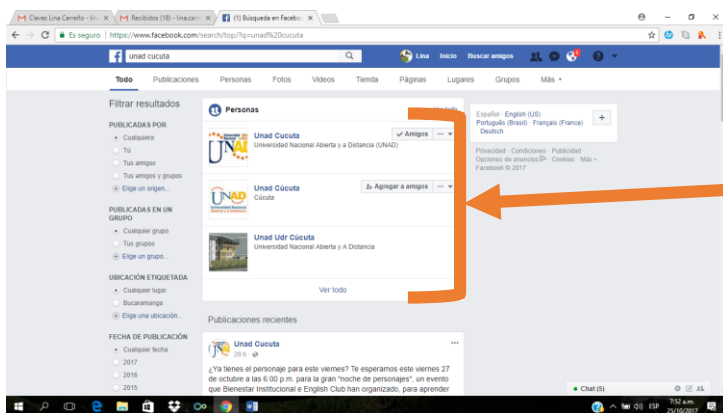 Claves Lina Carreño - lin
Recibidos (18) - lina.carre
(1) Búsqueda en Facebo
Es seguro | https://www.facebook.com/search/top/?q=unad%20cucuta
unad cucuta
Lina Inicio Buscar amigos
Todo Publicaciones Personas Fotos Videos Tienda Páginas Lugares Grupos Más
Filtrar resultados
PUBLICADAS POR
Cualquiera
Tú
Tus amigos
Tus amigos y grupos
Elige un origen...
PUBLICADAS EN UN
GRUPO
Cualquier grupo
Tus grupos
Elige un grupo...
UBICACIÓN ETIQUETADA
Cualquier lugar
Bucaramanga
Elige una ubicación...
FECHA DE PUBLICACIÓN
Cualquier fecha
2017
2016
2015
Personas
Unad Cucuta
Universidad Nacional Abierta y a Distancia (UNAD)
Amigos
UNAD
Unad Cúcuta
Cúcuta
Agregar a amigos
UNAD
Unad Udr Cúcuta
Universidad Nacional Abierta y A Distancia
Ver todo
Publicaciones recientes
Unad Cucuta
20 h
¿Ya tienes el personaje para este viernes? Te esperamos este viernes 27
de octubre a las 6:00 p.m. para la gran "noche de personajes", un evento
que Bienestar Institucional e English Club han organizado, para aprender
Español · English (US)
Português (Brasil) · Français (France)
· Deutsch
Privacidad · Condiciones · Publicidad ·
Opciones de anuncios · Cookies · Más
Facebook © 2017
Chat (5)
ESP
7:52 a.m.
25/10/2017